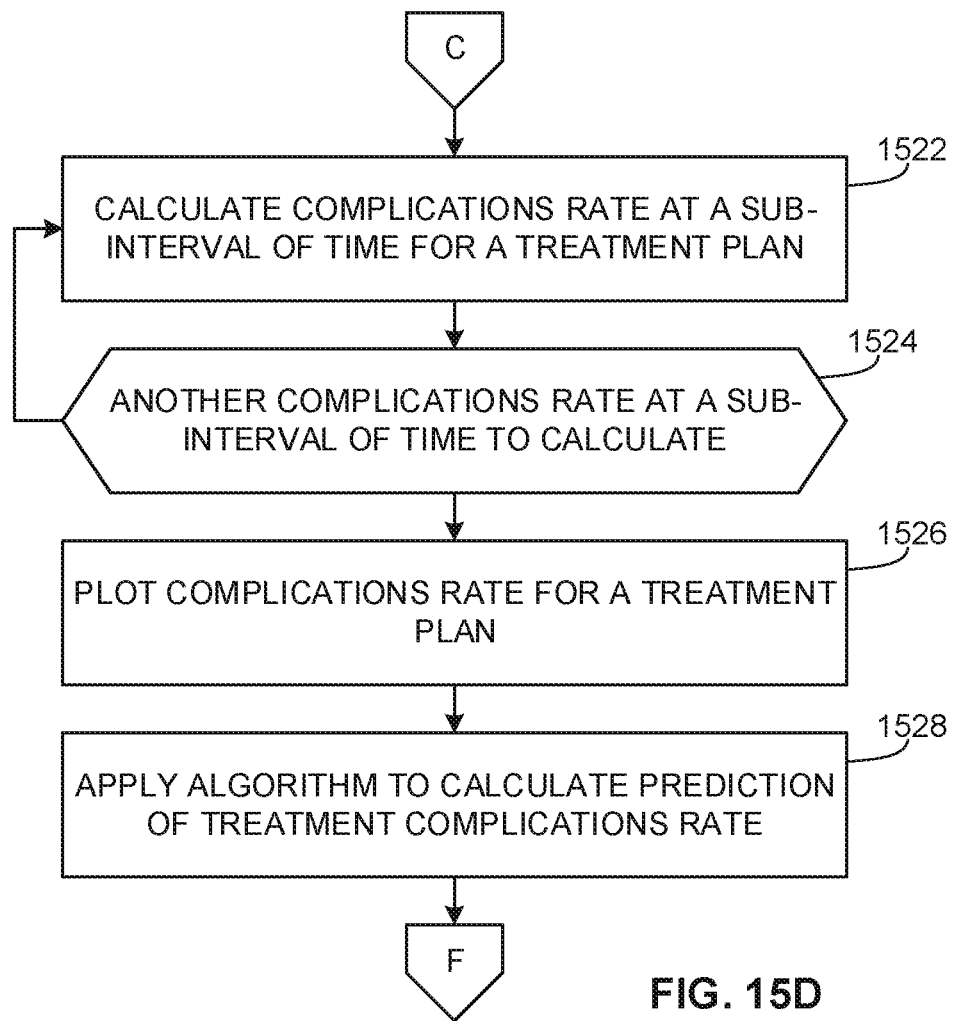 C
1522
CALCULATE COMPLICATIONS RATE AT A SUB-
INTERVAL OF TIME FOR A TREATMENT PLAN
1524
ANOTHER COMPLICATIONS RATE AT A SUB-
INTERVAL OF TIME TO CALCULATE
1526
PLOT COMPLICATIONS RATE FOR A TREATMENT
PLAN
1528
APPLY ALGORITHM TO CALCULATE PREDICTION
OF TREATMENT COMPLICATIONS RATE
F
FIG. 15D